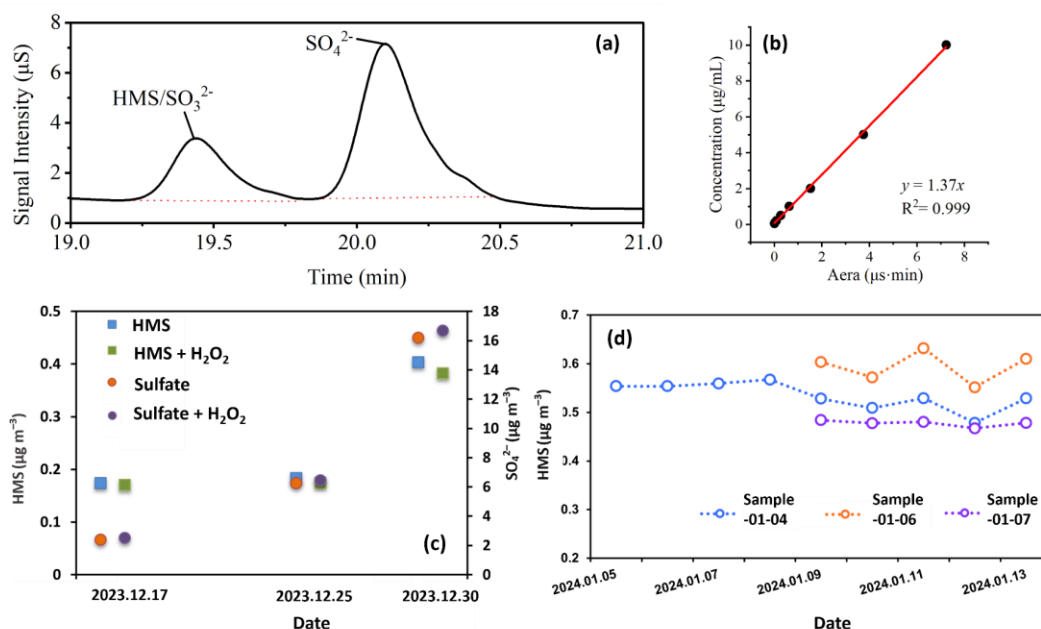 (a)
8
6
4
2
0
Signal Intensity (µS)
HMS/SO₃²⁻
SO₄²⁻
19.0 19.5 20.0 20.5 21.0
Time (min)
(b)
10
8
6
4
2
0
Concentration (µg/mL)
y = 1.37x
R²= 0.999
0 2 4 6 8
Aera (µs·min)
0.5
0.4
0.3
0.2
0.1
0
HMS (µg m⁻³)
HMS
HMS + H₂O₂
Sulfate
Sulfate + H₂O₂
(c)
18
16
14
12
10
8
6
4
2
0
SO₄²⁻ (µg m⁻³)
2023.12.17 2023.12.25 2023.12.30
Date
(d)
0.7
0.6
0.5
0.4
0.3
0.2
HMS (µg m⁻³)
Sample
-01-04
Sample
-01-06
Sample
-01-07
2024.01.05 2024.01.07 2024.01.09 2024.01.11 2024.01.13
Date